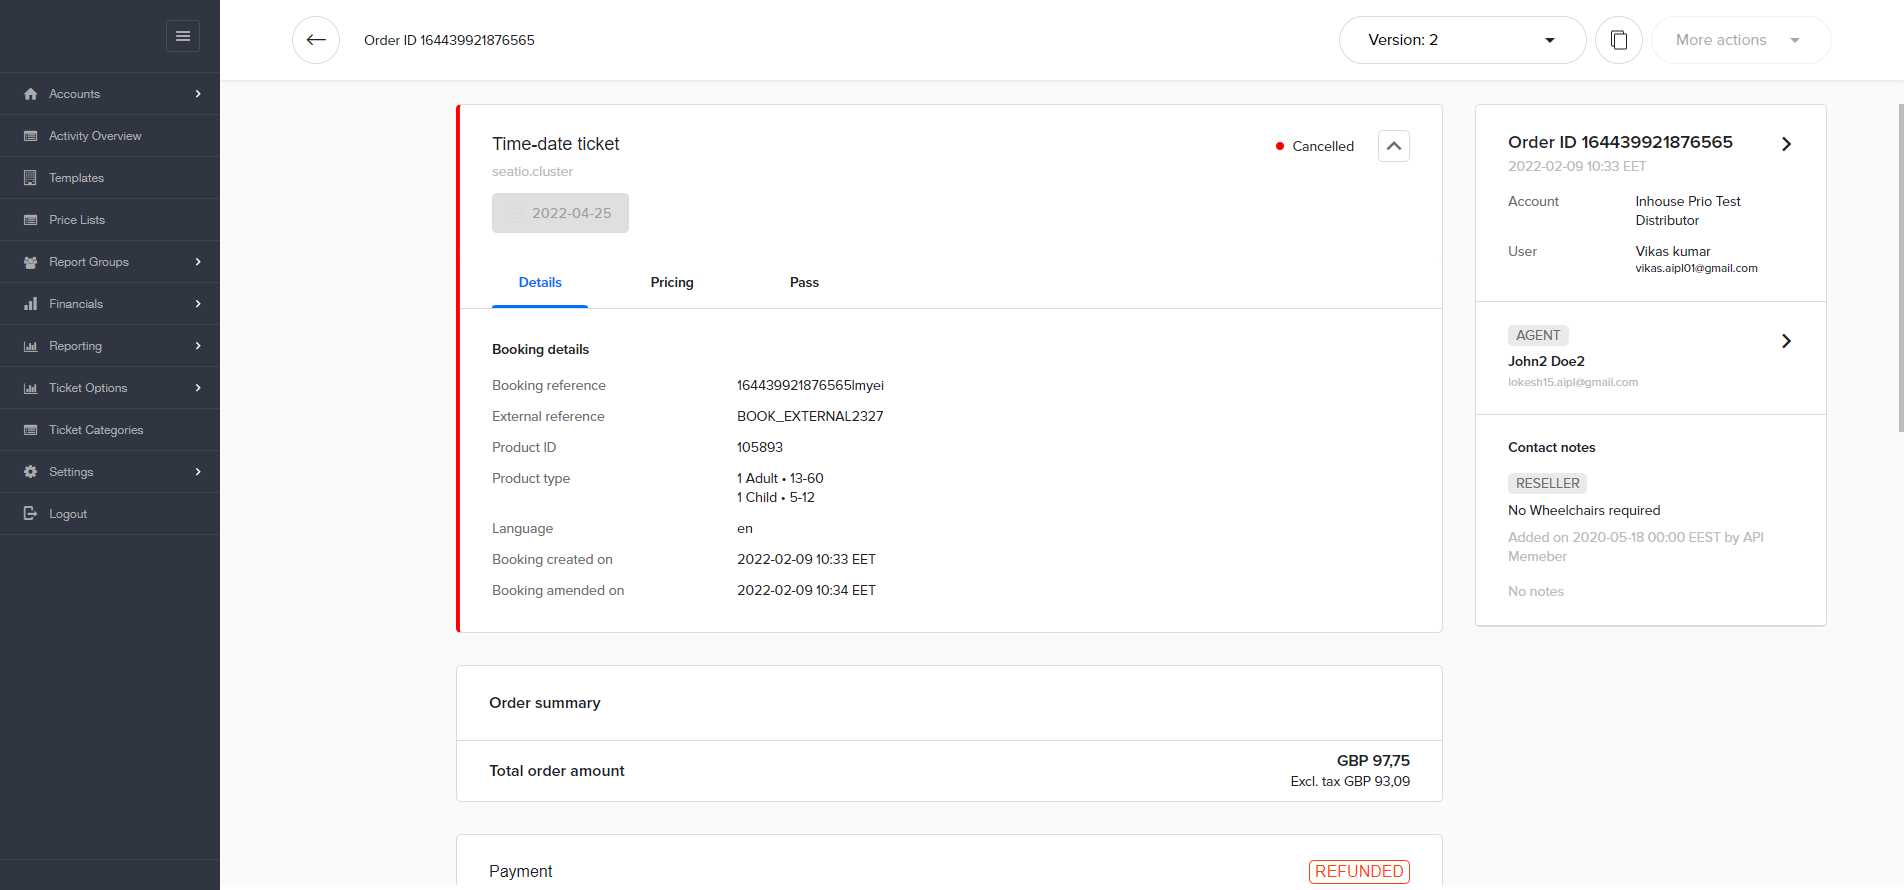 Order ID 164439921876565
Version: 2
More actions
Accounts
Activity Overview
Templates
Price Lists
Report Groups
Financials
Reporting
Ticket Options
Ticket Categories
Settings
Logout
Time-date ticket
Cancelled
seatio.cluster
2022-04-25
Details
Pricing
Pass
Booking details
Booking reference
164439921876565lmyei
External reference
BOOK_EXTERNAL2327
Product ID
105893
Product type
1 Adult • 13-60
1 Child • 5-12
Language
en
Booking created on
2022-02-09 10:33 EET
Booking amended on
2022-02-09 10:34 EET
Order summary
Total order amount
GBP 97,75
Excl. tax GBP 93,09
Payment
REFUNDED
Order ID 164439921876565
2022-02-09 10:33 EET
Account
Inhouse Prio Test
Distributor
User
Vikas kumar
vikas.aipl01@gmail.com
AGENT
John2 Doe2
lokesh15.aipl@gmail.com
Contact notes
RESELLER
No Wheelchairs required
Added on 2020-05-18 00:00 EEST by API
Memeber
No notes